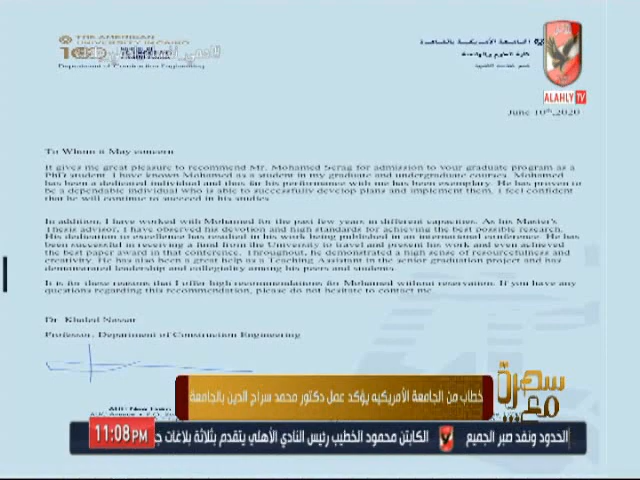 THE AMERICAN
UNIVERSITY IN CAIRO
100
Department of Construction Engineering
الجامعة الأمريكية بالقاهرة
كلية العلوم والهندسة
ALAHLY TV
June 10th, 2020
To Whom it May concern
It gives me great pleasure to recommend Mr. Mohamed Serag for admission to your graduate program as a
PhD student. I have known Mohamed as a student in my graduate and undergraduate courses. Mohamed
has been a dedicated individual and thus far his performance with me has been exemplary. He has proven to
be a dependable individual who is able to successfully develop plans and implement them. I feel confident
that he will continue to succeed in his studies.
In addition, I have worked with Mohamed for the past few years in different capacities. As his Master's
Thesis advisor, I have observed his devotion and high standards for achieving the best possible research.
His dedication to excellence has resulted in his work being published in an international conference. He has
been successful in receiving a fund from the University to travel and present his work and even achieved
the best paper award in that conference. Throughout, he demonstrated a high sense of resourcefulness and
creativity. He has also been a great help as a Teaching Assistant in the senior graduation project and has
demonstrated leadership and collegiality among his peers and students.
It is for these reasons that I offer high recommendations for Mohamed without reservation. If you have any
questions regarding this recommendation, please do not hesitate to contact me.
Dr. Khaled Nassar
Professor, Department of Construction Engineering
سهرة
مع
خطاب من الجامعة الأمريكيه يؤكد عمل دكتور محمد سراج الدين بالجامعة
الحدود ونفد صبر الجميع الكابتن محمود الخطيب رئيس النادي الأهلي يتقدم بثلاثة بلاغات جـ
11:08 PM